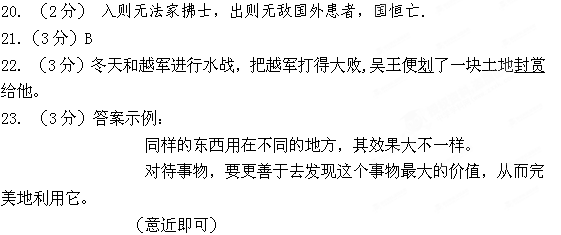 20. （2分） 入则无法家拂士，出则无敌国外患者，国恒亡.
21.（3分）B
22. （3分）冬天和越军进行水战，把越军打得大败,吴王便划了一块土地封赏
给他。
23. （3分）答案示例：
同样的东西用在不同的地方，其效果大不一样。
对待事物，要更善于去发现这个事物最大的价值，从而完
美地利用它。
（意近即可）